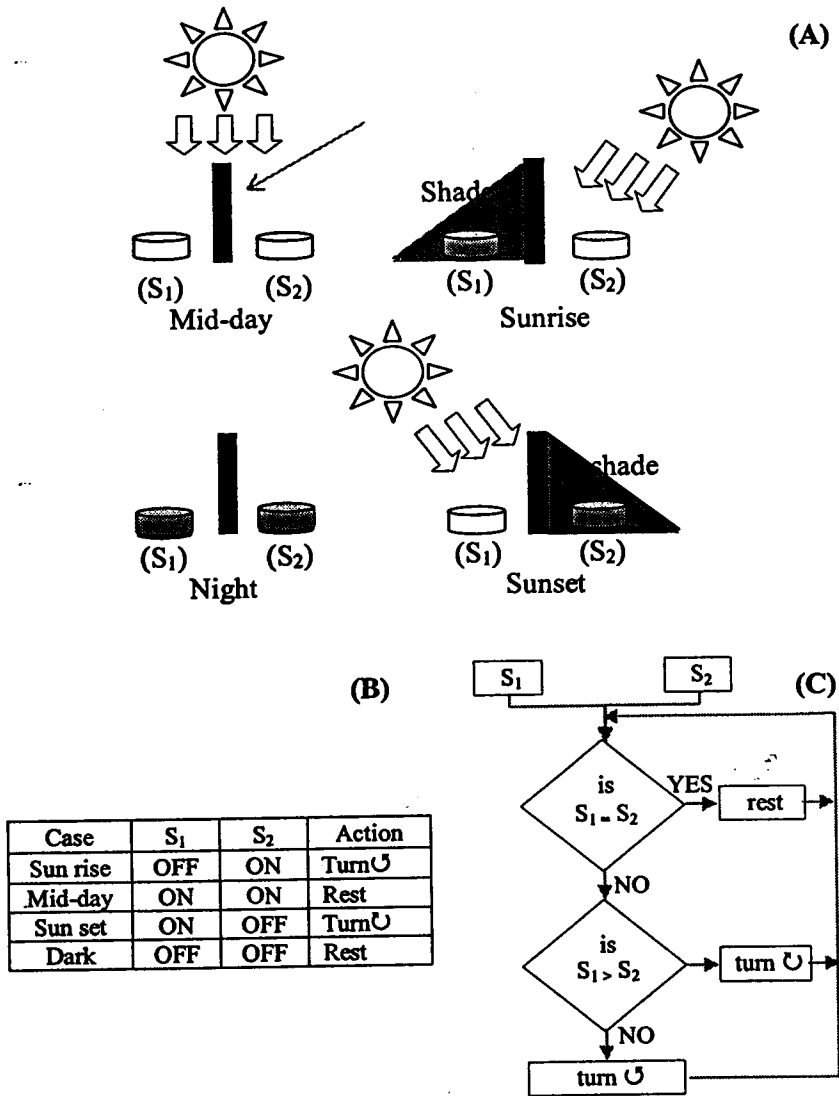 (A)
Shade
(S₁) (S₂) (S₁) (S₂)
Mid-day Sunrise
shade
(S₁) (S₂) (S₁) (S₂)
Night Sunset
(B)
Case S₁ S₂ Action
Sun rise OFF ON Turn↺
Mid-day ON ON Rest
Sun set ON OFF Turn↻
Dark OFF OFF Rest
S₁ S₂ (C)
is
S₁ = S₂
YES
rest
NO
is
S₁ > S₂
turn ↻
NO
turn ↺